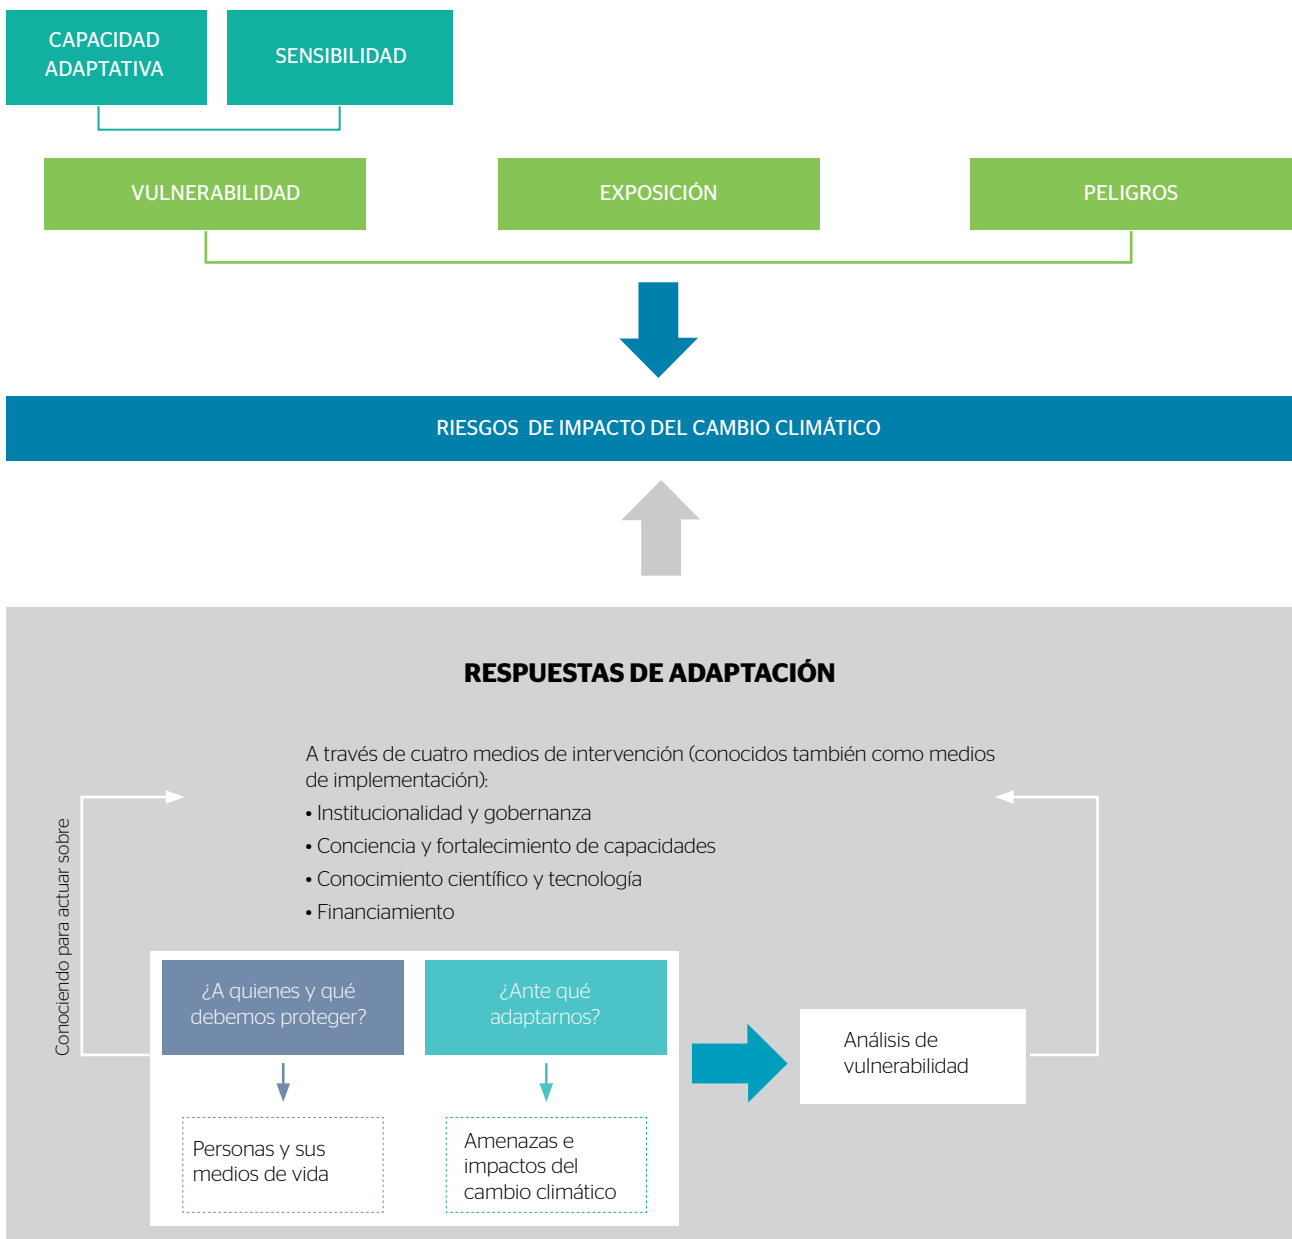 CAPACIDAD
ADAPTATIVA
SENSIBILIDAD
VULNERABILIDAD
EXPOSICIÓN
PELIGROS
RIESGOS DE IMPACTO DEL CAMBIO CLIMÁTICO
RESPUESTAS DE ADAPTACIÓN
A través de cuatro medios de intervención (conocidos también como medios
de implementación):
• Institucionalidad y gobernanza
• Conciencia y fortalecimiento de capacidades
• Conocimiento científico y tecnología
• Financiamiento
Conociendo para actuar sobre
¿A quienes y qué
debemos proteger?
¿Ante qué
adaptarnos?
Personas y sus
medios de vida
Amenazas e
impactos del
cambio climático
Análisis de
vulnerabilidad